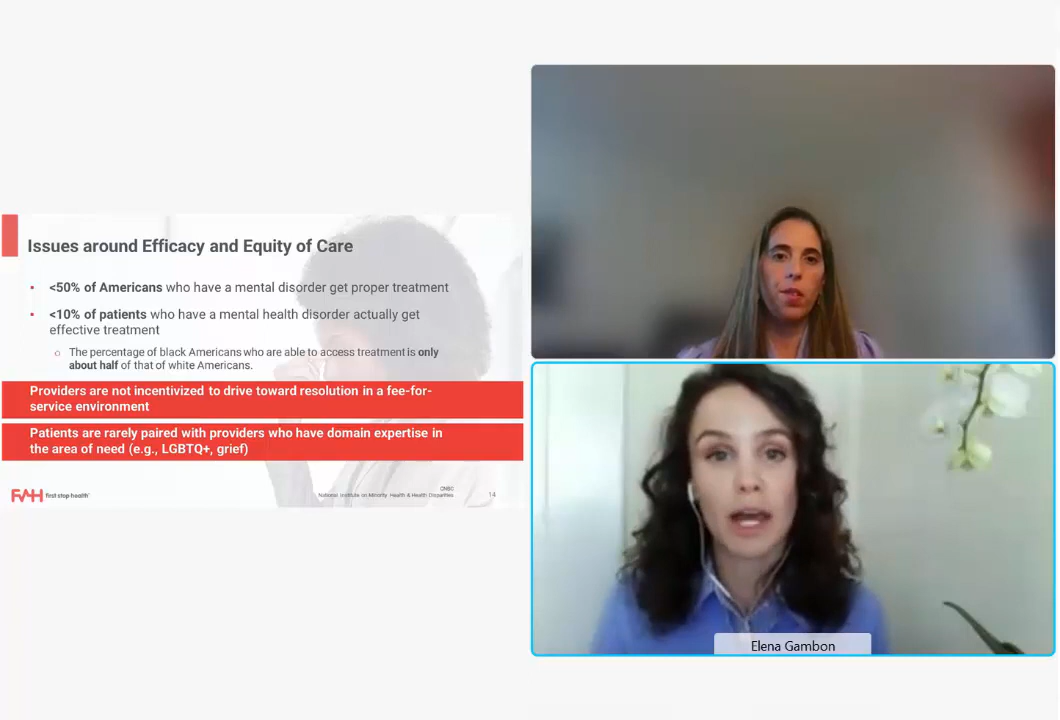 Issues around Efficacy and Equity of Care
<50% of Americans who have a mental disorder get proper treatment
<10% of patients who have a mental health disorder actually get
effective treatment
The percentage of black Americans who are able to access treatment is only
about half of that of white Americans.
Providers are not incentivized to drive toward resolution in a fee-for-
service environment
Patients are rarely paired with providers who have domain expertise in
the area of need (e.g., LGBTQ+, grief)
first stop health
CNBC
National Institute on Minority Health & Health Disparities
14
Elena Gambon